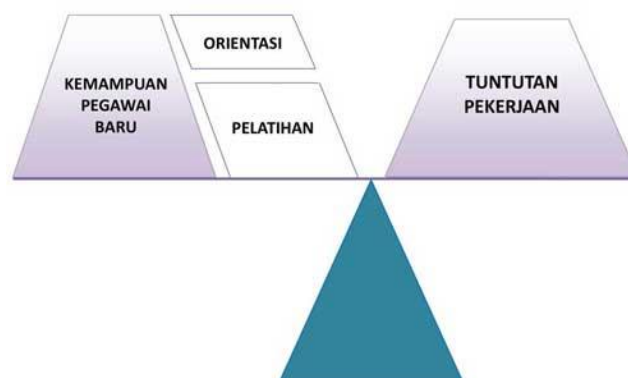 KEMAMPUAN
PEGAWAI
BARU
ORIENTASI
PELATIHAN
TUNTUTAN
PEKERJAAN